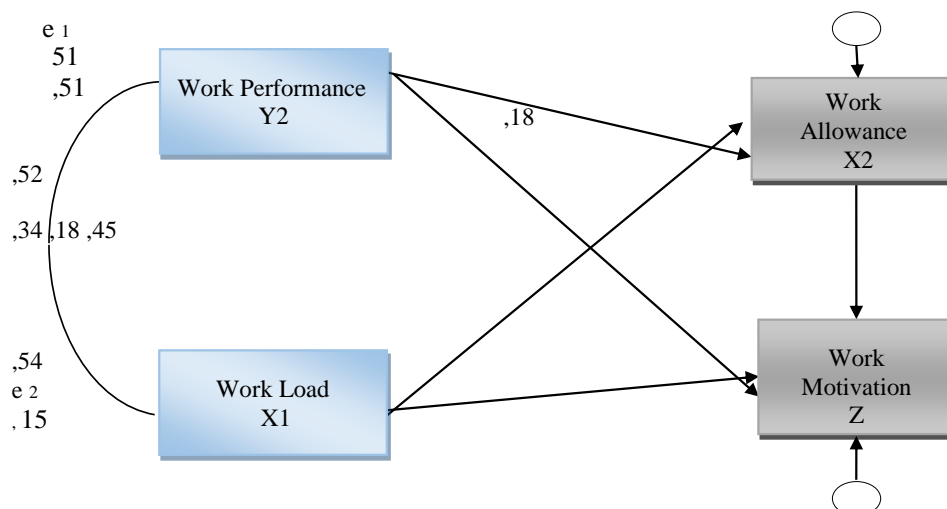 e 1
51
,51
Work Performance
Y2
,18
Work
Allowance
X2
,52
,34 ,18 ,45
,54
e 2
, 15
Work Load
X1
Work
Motivation
Z